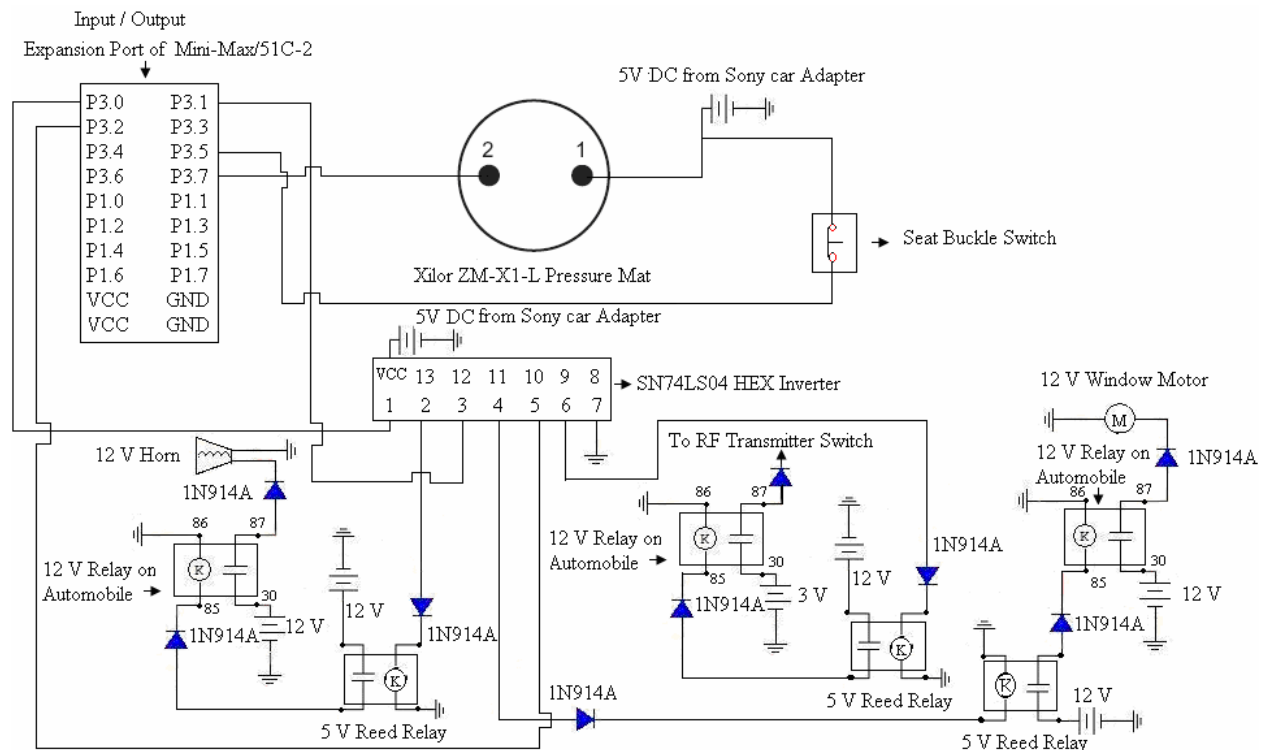 Input / Output
Expansion Port of Mini-Max/51C-2
P3.0 P3.1
P3.2 P3.3
P3.4 P3.5
P3.6 P3.7
P1.0 P1.1
P1.2 P1.3
P1.4 P1.5
P1.6 P1.7
VCC GND
VCC GND
2 1
Xilor ZM-X1-L Pressure Mat
5V DC from Sony car Adapter
Seat Buckle Switch
5V DC from Sony car Adapter
VCC 13 12 11 10 9 8
1 2 3 4 5 6 7
SN74LS04 HEX Inverter
12 V Horn
1N914A
86 87
12 V Relay on
Automobile
K
85 30
12 V
1N914A
12 V
1N914A
K
5 V Reed Relay
1N914A
To RF Transmitter Switch
86 87
12 V Relay on
Automobile
K
85 30
3 V
1N914A
12 V
1N914A
K
5 V Reed Relay
12 V Window Motor
M
1N914A
12 V Relay on
Automobile
86 87
K
85 30
12 V
1N914A
K
12 V
5 V Reed Relay